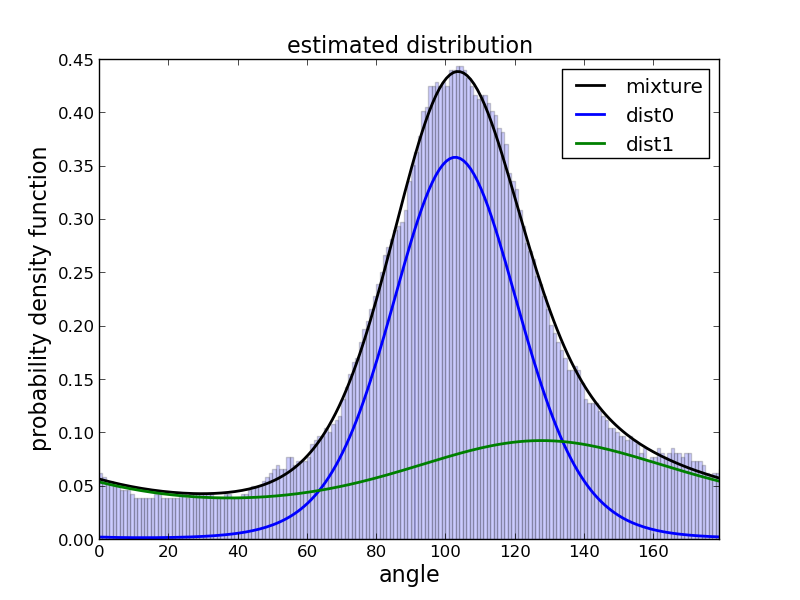 estimated distribution
mixture
dist0
dist1
probability density function
0.45
0.40
0.35
0.30
0.25
0.20
0.15
0.10
0.05
0.00
0 20 40 60 80 100 120 140 160
angle